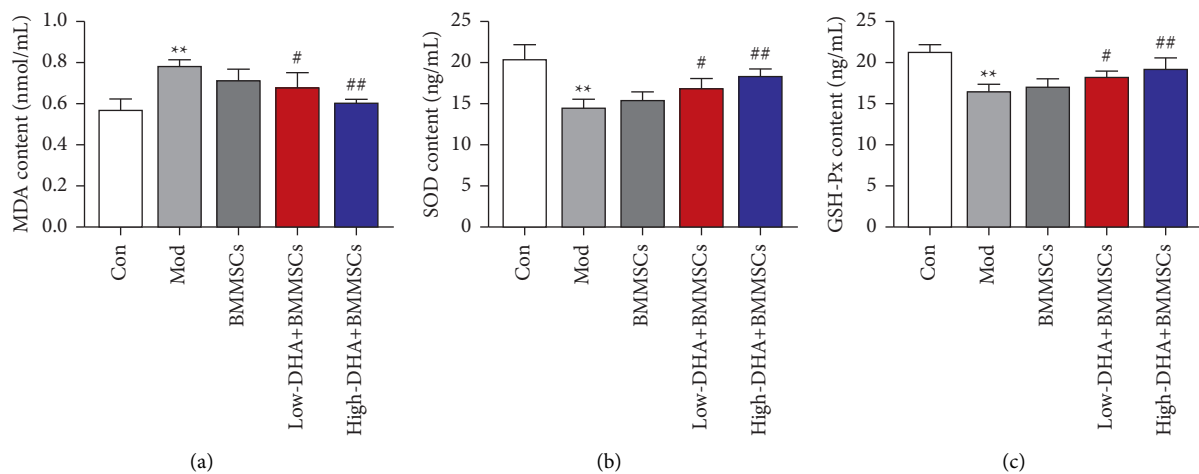 MDA content (nmol/mL)
1.0
0.8
0.6
0.4
0.2
0.0
**
#
##
Con
Mod
BMMSCs
Low-DHA+BMMSCs
High-DHA+BMMSCs
(a)
SOD content (ng/mL)
25
20
15
10
5
0
**
#
##
Con
Mod
BMMSCs
Low-DHA+BMMSCs
High-DHA+BMMSCs
(b)
GSH-Px content (ng/mL)
25
20
15
10
5
0
**
#
##
Con
Mod
BMMSCs
Low-DHA+BMMSCs
High-DHA+BMMSCs
(c)